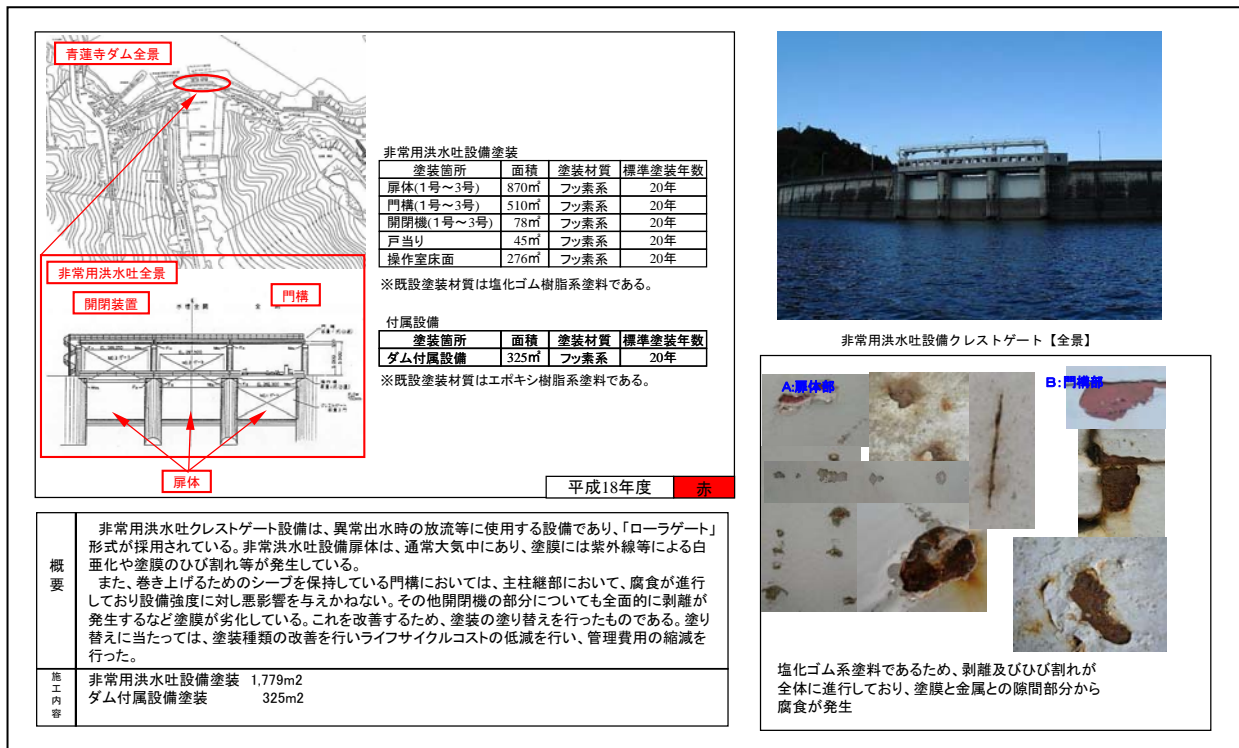 青蓮寺ダム全景
非常用洪水吐全景
開閉装置
門構
扉体
非常用洪水吐設備塗装
塗装箇所 面積 塗装材質 標準塗装年数
扉体(1号～3号) 870㎡ フッ素系 20年
門構(1号～3号) 510㎡ フッ素系 20年
開閉機(1号～3号) 78㎡ フッ素系 20年
戸当り 45㎡ フッ素系 20年
操作室床面 276㎡ フッ素系 20年
※既設塗装材質は塩化ゴム樹脂系塗料である。
付属設備
塗装箇所 面積 塗装材質 標準塗装年数
ダム付属設備 325㎡ フッ素系 20年
※既設塗装材質はエポキシ樹脂系塗料である。
平成18年度 赤
非常用洪水吐設備クレストゲート【全景】
A:扉体部
B:門構部
塩化ゴム系塗料であるため、剥離及びひび割れが
全体に進行しており、塗膜と金属との隙間部分から
腐食が発生
概要
非常用洪水吐クレストゲート設備は、異常出水時の放流等に使用する設備であり、「ローラゲート」
形式が採用されている。非常洪水吐設備扉体は、通常大気中にあり、塗膜には紫外線等による白
亜化や塗膜のひび割れ等が発生している。
また、巻き上げるためのシーブを保持している門構においては、主柱継部において、腐食が進行
しており設備強度に対し悪影響を与えかねない。その他開閉機の部分についても全面的に剥離が
発生するなど塗膜が劣化している。これを改善するため、塗装の塗り替えを行ったものである。塗り
替えに当たっては、塗装種類の改善を行いライフサイクルコストの低減を行い、管理費用の縮減を
行った。
施工内容
非常用洪水吐設備塗装 1,779m2
ダム付属設備塗装 325m2